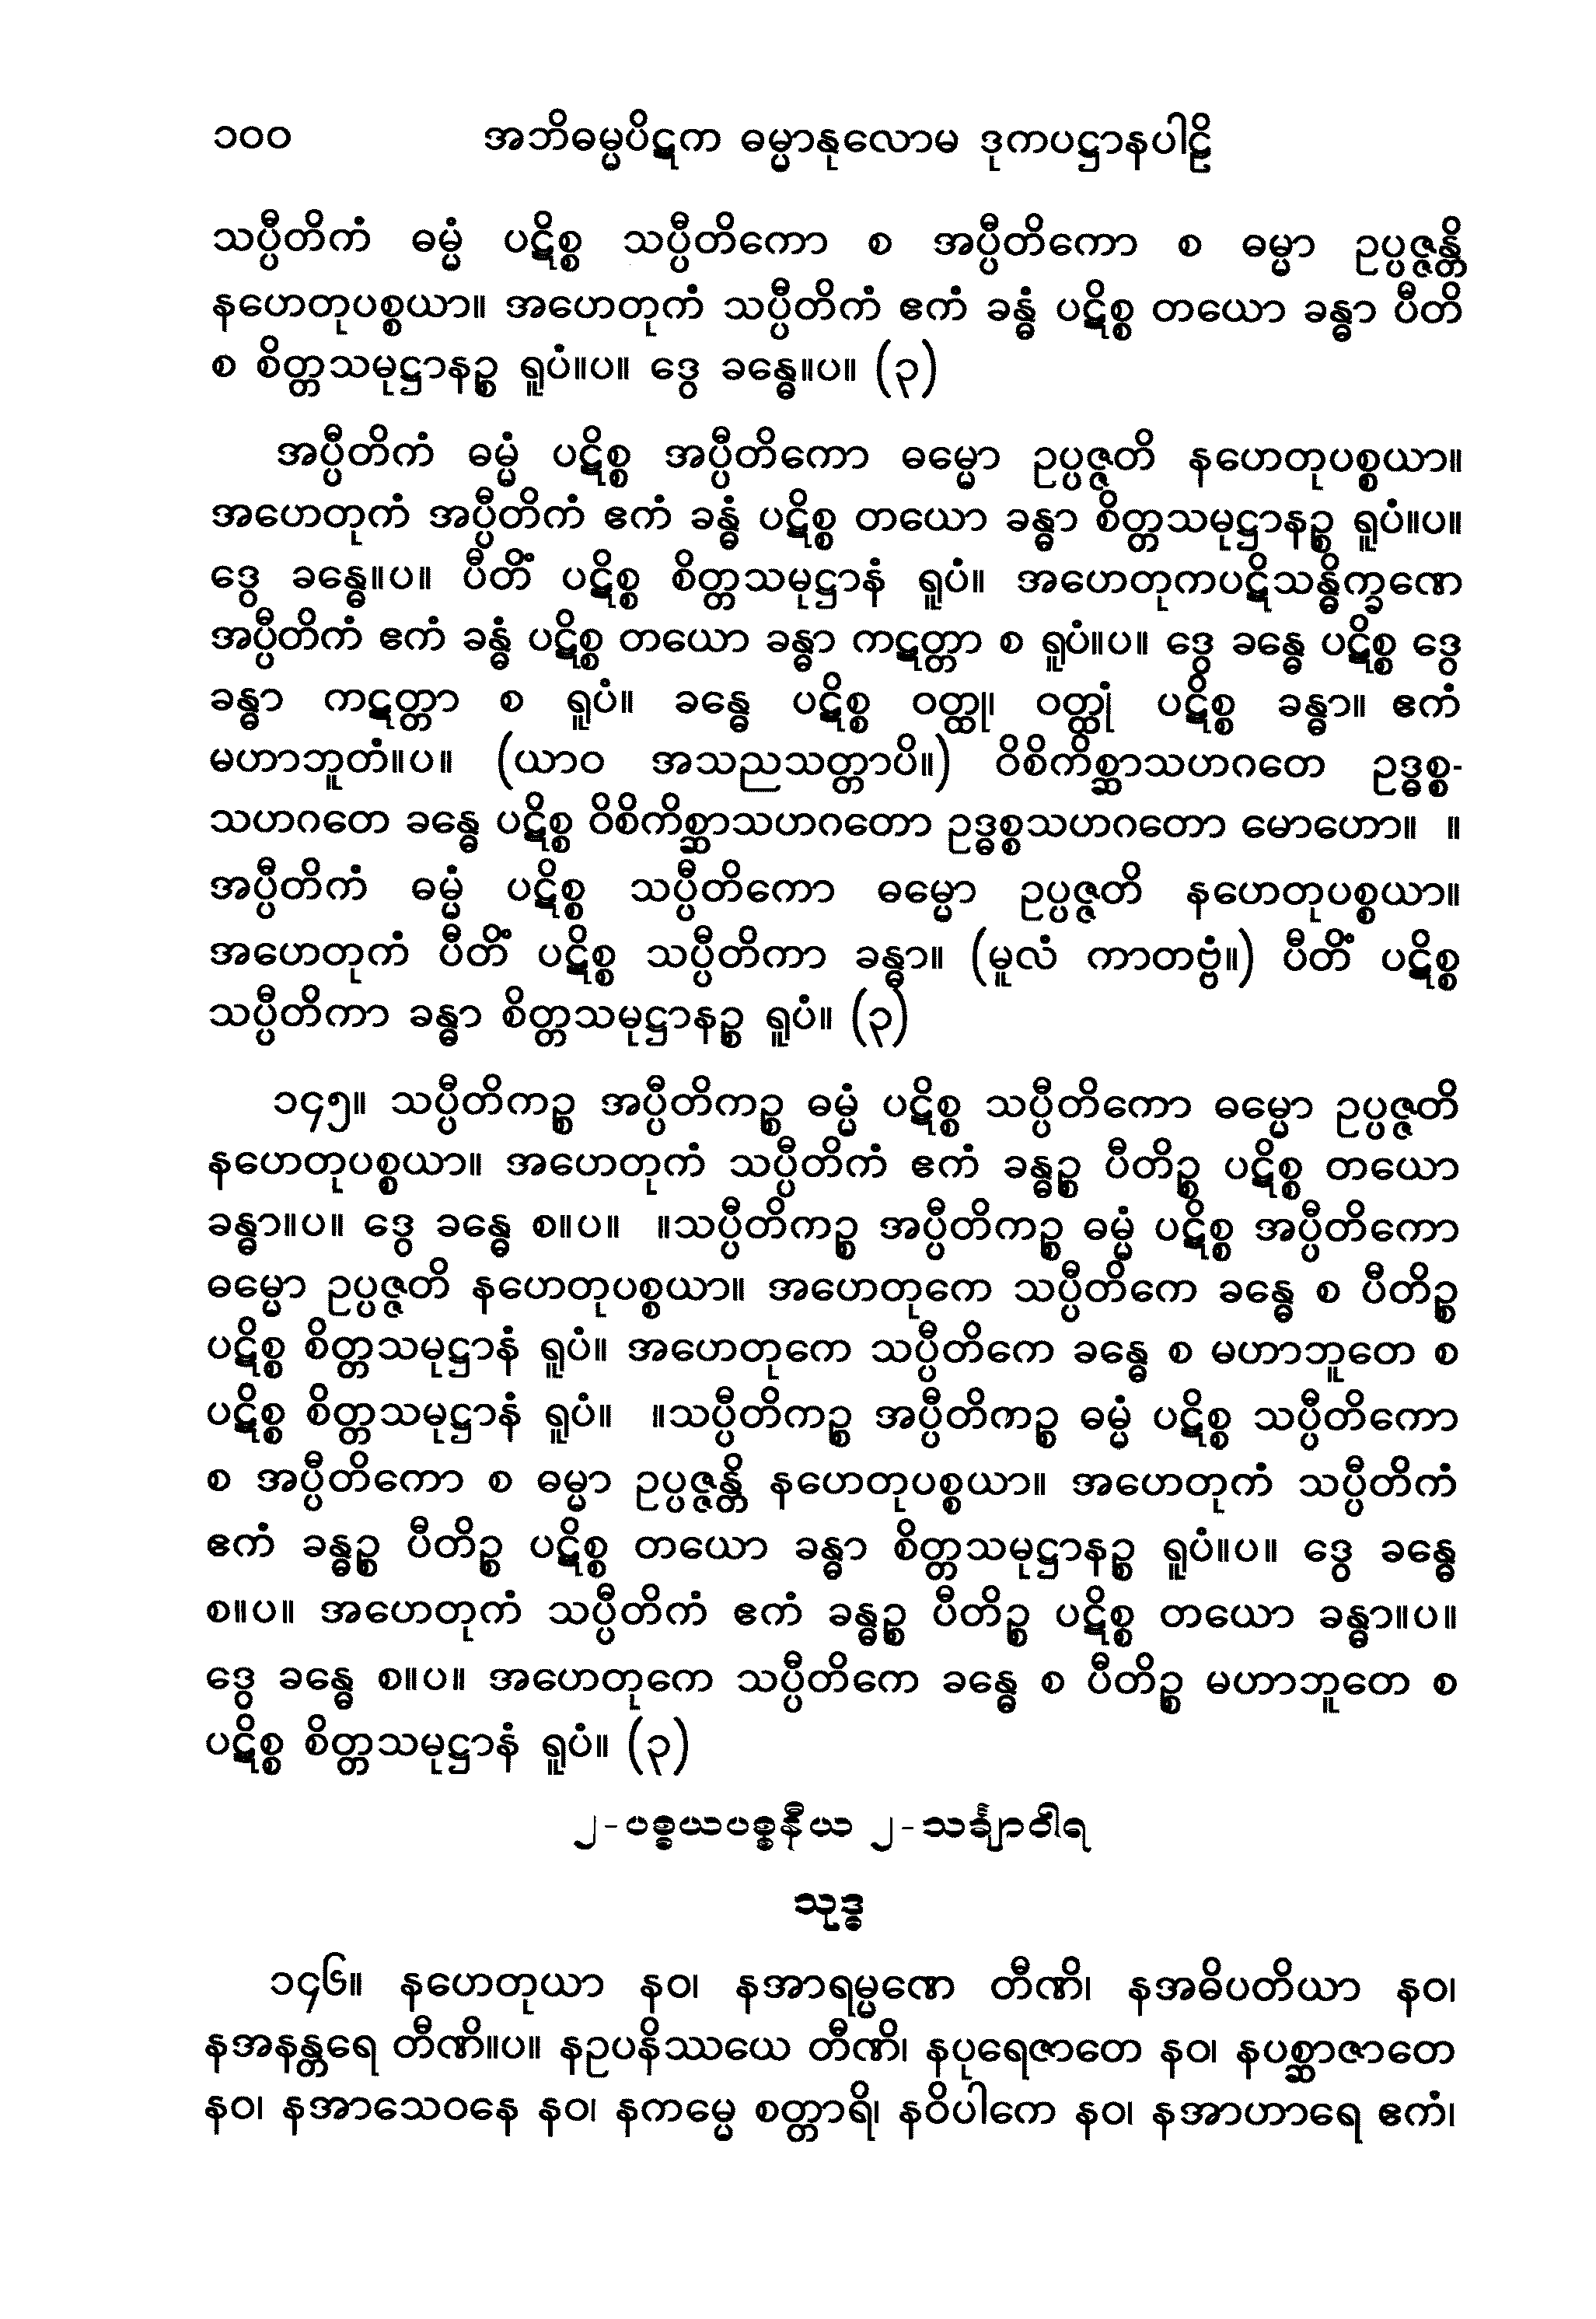 ၁၀၀ အဘိဓမ္မပိဋက ဓမ္မာနုလောမ ဒုကပဋ္ဌာနပါဠိ
သပ္ပီတိကံ ဓမ္မံ ပဋိစ္စ သပ္ပီတိကော စ အပ္ပီတိကော စ ဓမ္မာ ဥပ္ပဇ္ဇန္တိ
နဟေတုပစ္စယာ။ အဟေတုကံ သပ္ပီတိကံ ဧကံ ခန္ဓံ ပဋိစ္စ တယော ခန္ဓာ ပီတိ
စ စိတ္တသမုဋ္ဌာနဉ္စ ရူပံ။ပ။ ဒွေ ခန္ဓေ။ပ။ (၃)
အပ္ပီတိကံ ဓမ္မံ ပဋိစ္စ အပ္ပီတိကော ဓမ္မော ဥပ္ပဇ္ဇတိ နဟေတုပစ္စယာ။
အဟေတုကံ အပ္ပီတိကံ ဧကံ ခန္ဓံ ပဋိစ္စ တယော ခန္ဓာ စိတ္တသမုဋ္ဌာနဉ္စ ရူပံ။ပ။
ဒွေ ခန္ဓေ။ပ။ ပီတိံ ပဋိစ္စ စိတ္တသမုဋ္ဌာနံ ရူပံ။ အဟေတုကပဋိသန္ဓိက္ခဏေ
အပ္ပီတိကံ ဧကံ ခန္ဓံ ပဋိစ္စ တယော ခန္ဓာ ကဋတ္တာ စ ရူပံ။ပ။ ဒွေ ခန္ဓေ ပဋိစ္စ ဒွေ
ခန္ဓာ ကဋတ္တာ စ ရူပံ။ ခန္ဓေ ပဋိစ္စ ဝတ္ထု၊ ဝတ္ထုံ ပဋိစ္စ ခန္ဓာ။ ဧကံ
မဟာဘူတံ။ပ။ (ယာဝ အသညသတ္တာပိ။) ဝိစိကိစ္ဆာသဟဂတေ ဥဒ္ဓစ္စ-
သဟဂတေ ခန္ဓေ ပဋိစ္စ ဝိစိကိစ္ဆာသဟဂတော ဥဒ္ဓစ္စသဟဂတော မောဟော။ ။
အပ္ပီတိကံ ဓမ္မံ ပဋိစ္စ သပ္ပီတိကော ဓမ္မော ဥပ္ပဇ္ဇတိ နဟေတုပစ္စယာ။
အဟေတုကံ ပီတိံ ပဋိစ္စ သပ္ပီတိကာ ခန္ဓာ။ (မူလံ ကာတဗ္ဗံ။) ပီတိံ ပဋိစ္စ
သပ္ပီတိကာ ခန္ဓာ စိတ္တသမုဋ္ဌာနဉ္စ ရူပံ။ (၃)
၁၄၅။ သပ္ပီတိကဉ္စ အပ္ပီတိကဉ္စ ဓမ္မံ ပဋိစ္စ သပ္ပီတိကော ဓမ္မော ဥပ္ပဇ္ဇတိ
နဟေတုပစ္စယာ။ အဟေတုကံ သပ္ပီတိကံ ဧကံ ခန္ဓဉ္စ ပီတိဉ္စ ပဋိစ္စ တယော
ခန္ဓာ။ပ။ ဒွေ ခန္ဓေ စ။ပ။ ။သပ္ပီတိကဉ္စ အပ္ပီတိကဉ္စ ဓမ္မံ ပဋိစ္စ အပ္ပီတိကော
ဓမ္မော ဥပ္ပဇ္ဇတိ နဟေတုပစ္စယာ။ အဟေတုကေ သပ္ပီတိကေ ခန္ဓေ စ ပီတိဉ္စ
ပဋိစ္စ စိတ္တသမုဋ္ဌာနံ ရူပံ။ အဟေတုကေ သပ္ပီတိကေ ခန္ဓေ စ မဟာဘူတေ စ
ပဋိစ္စ စိတ္တသမုဋ္ဌာနံ ရူပံ။ ။သပ္ပီတိကဉ္စ အပ္ပီတိကဉ္စ ဓမ္မံ ပဋိစ္စ သပ္ပီတိကော
စ အပ္ပီတိကော စ ဓမ္မာ ဥပ္ပဇ္ဇန္တိ နဟေတုပစ္စယာ။ အဟေတုကံ သပ္ပီတိကံ
ဧကံ ခန္ဓဉ္စ ပီတိဉ္စ ပဋိစ္စ တယော ခန္ဓာ စိတ္တသမုဋ္ဌာနဉ္စ ရူပံ။ပ။ ဒွေ ခန္ဓေ
စ။ပ။ အဟေတုကံ သပ္ပီတိကံ ဧကံ ခန္ဓဉ္စ ပီတိဉ္စ ပဋိစ္စ တယော ခန္ဓာ။ပ။
ဒွေ ခန္ဓေ စ။ပ။ အဟေတုကေ သပ္ပီတိကေ ခန္ဓေ စ ပီတိဉ္စ မဟာဘူတေ စ
ပဋိစ္စ စိတ္တသမုဋ္ဌာနံ ရူပံ။ (၃)
၂-ပစ္စယပစ္စနီယ ၂-သင်္ချာဝါရ
သုဒ္ဓ
၁၄၆။ နဟေတုယာ နဝ၊ နအာရမ္မဏေ တီဏိ၊ နအဓိပတိယာ နဝ၊
နအနန္တရေ တီဏိ။ပ။ နဥပနိဿယေ တီဏိ၊ နပုရေဇာတေ နဝ၊ နပစ္ဆာဇာတေ
နဝ၊ နအာသေဝနေ နဝ၊ နကမ္မေ စတ္တာရိ၊ နဝိပါကေ နဝ၊ နအာဟာရေ ဧကံ၊